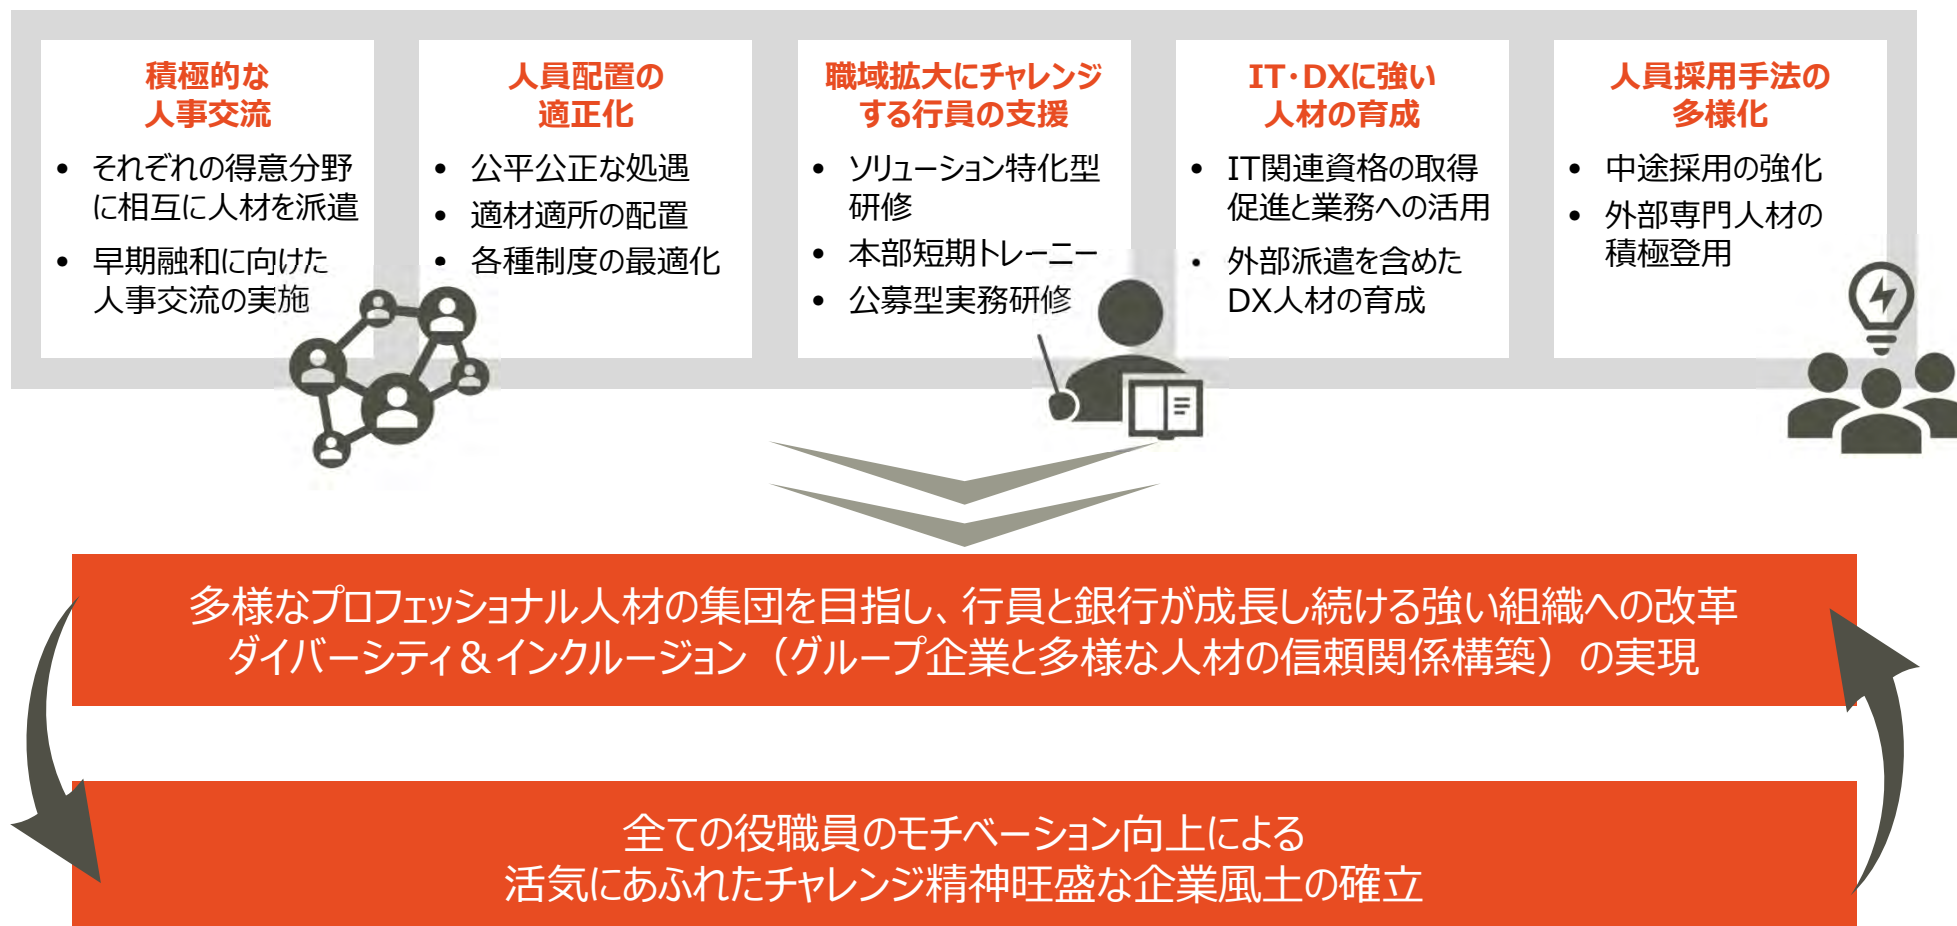 積極的な
人事交流
• それぞれの得意分野
に相互に人材を派遣
• 早期融和に向けた
人事交流の実施
人員配置の
適正化
• 公平公正な処遇
• 適材適所の配置
• 各種制度の最適化
職域拡大にチャレンジ
する行員の支援
• ソリューション特化型
研修
• 本部短期トレーニー
• 公募型実務研修
IT・DXに強い
人材の育成
• IT関連資格の取得
促進と業務への活用
• 外部派遣を含めた
DX人材の育成
人員採用手法の
多様化
• 中途採用の強化
• 外部専門人材の
積極登用
多様なプロフェッショナル人材の集団を目指し、行員と銀行が成長し続ける強い組織への改革
ダイバーシティ＆インクルージョン（グループ企業と多様な人材の信頼関係構築）の実現
全ての役職員のモチベーション向上による
活気にあふれたチャレンジ精神旺盛な企業風土の確立